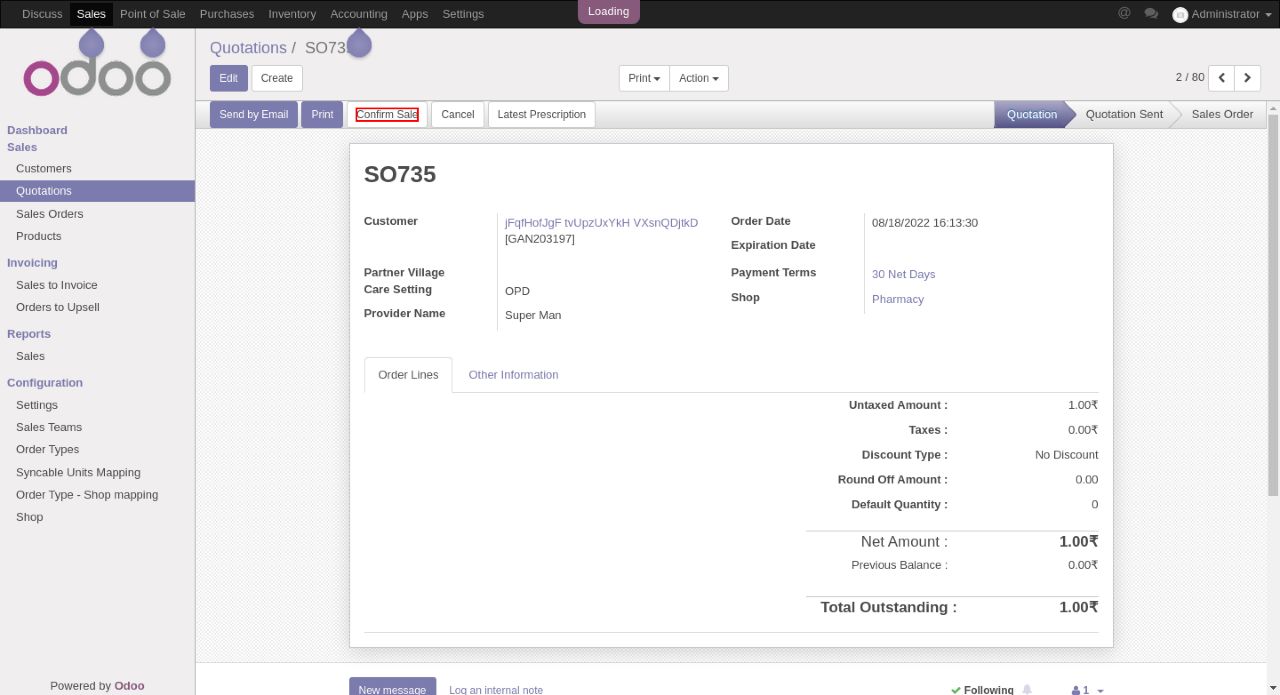 Discuss Sales Point of Sale Purchases Inventory Accounting Apps Settings Loading @ Administrator
odoo
Quotations / SO735
Edit Create Print Action 2 / 80
Send by Email Print Confirm Sale Cancel Latest Prescription Quotation Quotation Sent Sales Order
Dashboard
Sales
Customers
Quotations
Sales Orders
Products
Invoicing
Sales to Invoice
Orders to Upsell
Reports
Sales
Configuration
Settings
Sales Teams
Order Types
Syncable Units Mapping
Order Type - Shop mapping
Shop
Powered by Odoo
SO735
Customer jFqfHofJgF tvUpzUxYkH VXsnQDjtkD
[GAN203197]
Partner Village
Care Setting OPD
Provider Name Super Man
Order Date 08/18/2022 16:13:30
Expiration Date
Payment Terms 30 Net Days
Shop Pharmacy
Order Lines Other Information
Untaxed Amount : 1.00₹
Taxes : 0.00₹
Discount Type : No Discount
Round Off Amount : 0.00
Default Quantity : 0
Net Amount : 1.00₹
Previous Balance : 0.00₹
Total Outstanding : 1.00₹
New message Log an internal note Following 1